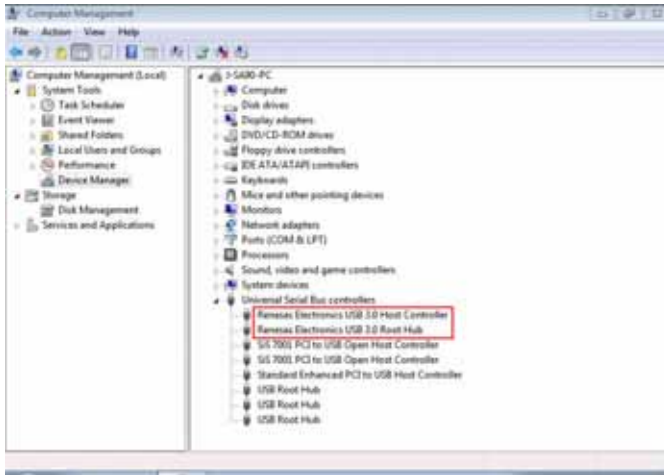 Computer Management
File Action View Help
Computer Management (Local)
System Tools
Task Scheduler
Event Viewer
Shared Folders
Local Users and Groups
Performance
Device Manager
Storage
Disk Management
Services and Applications
Computer
Disk drives
Display adapters
DVD/CD-ROM drives
Floppy drive controllers
IDE ATA/ATAPI controllers
Keyboards
Mice and other pointing devices
Monitors
Network adapters
Ports (COM & LPT)
Processors
Sound, video and game controllers
System devices
Universal Serial Bus controllers
Renesas Electronics USB 3.0 Host Controller
Renesas Electronics USB 3.0 Root Hub
SiS 7001 PCI to USB Open Host Controller
SiS 7001 PCI to USB Open Host Controller
Standard Enhanced PCI to USB Host Controller
USB Root Hub
USB Root Hub
USB Root Hub